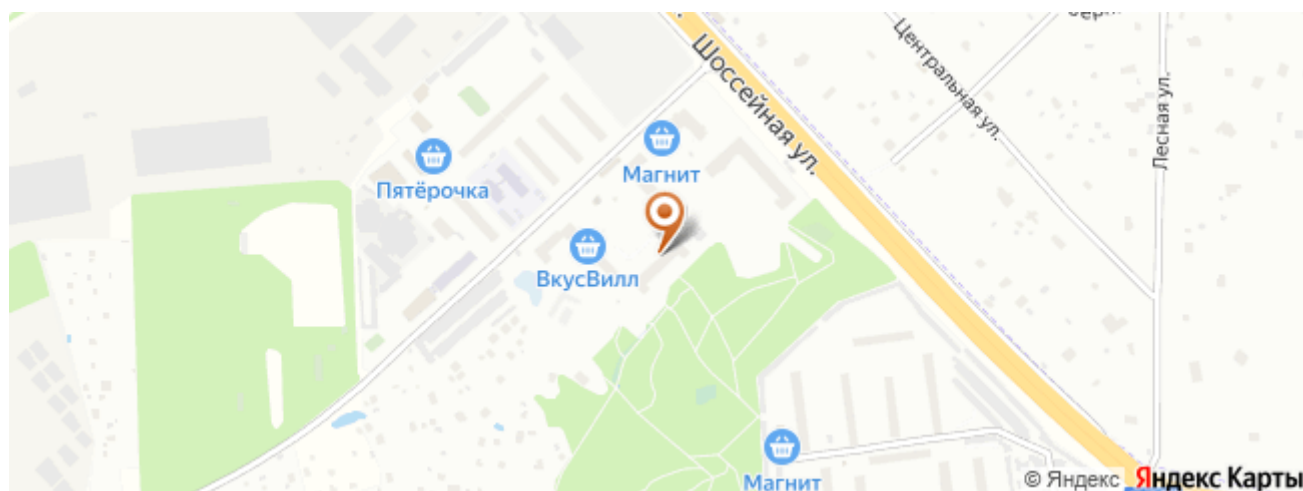 Шоссейная ул.
Центральная ул.
Лесная ул.
Магнит
Пятёрочка
ВкусВилл
Магнит
© Яндекс Яндекс Карты